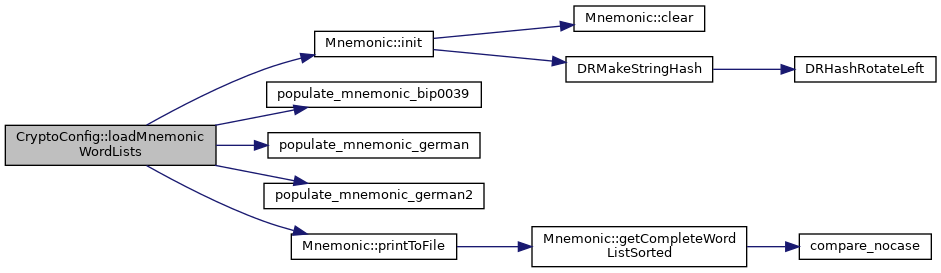 CryptoConfig::loadMnemonic
WordLists
Mnemonic::init
Mnemonic::clear
DRMakeStringHash
DRHashRotateLeft
populate_mnemonic_bip0039
populate_mnemonic_german
populate_mnemonic_german2
Mnemonic::printToFile
Mnemonic::getCompleteWord
ListSorted
compare_nocase